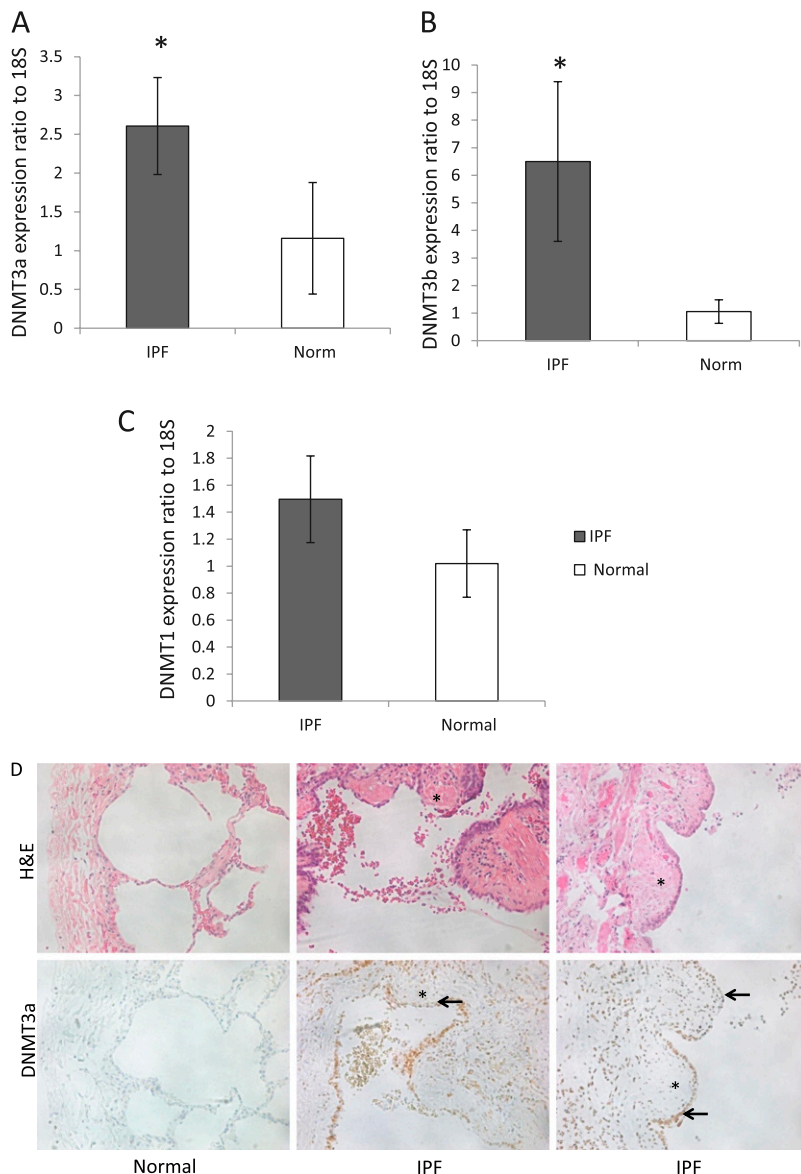 A
*
3.5
3
2.5
2
1.5
1
0.5
0
DNMT3a expression ratio to 18S
IPF
Norm
B
*
10
9
8
7
6
5
4
3
2
1
0
DNMT3b expression ratio to 18S
IPF
Norm
C
2
1.8
1.6
1.4
1.2
1
0.8
0.6
0.4
0.2
0
DNMT1 expression ratio to 18S
IPF
Normal
IPF
Normal
D
H&E
*
*
DNMT3a
*
*
Normal
IPF
IPF